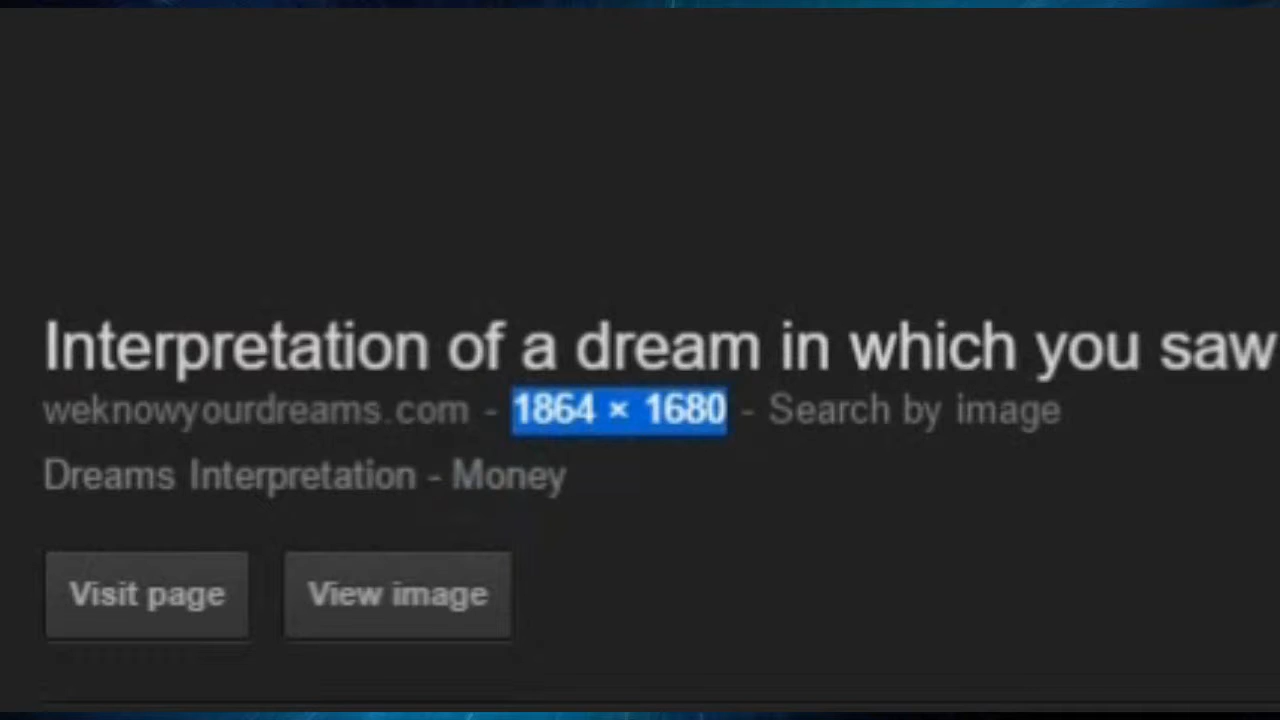 Interpretation of a dream in which you saw
weknowyourdreams.com - 1864 × 1680 - Search by image
Dreams Interpretation - Money
Visit page View image